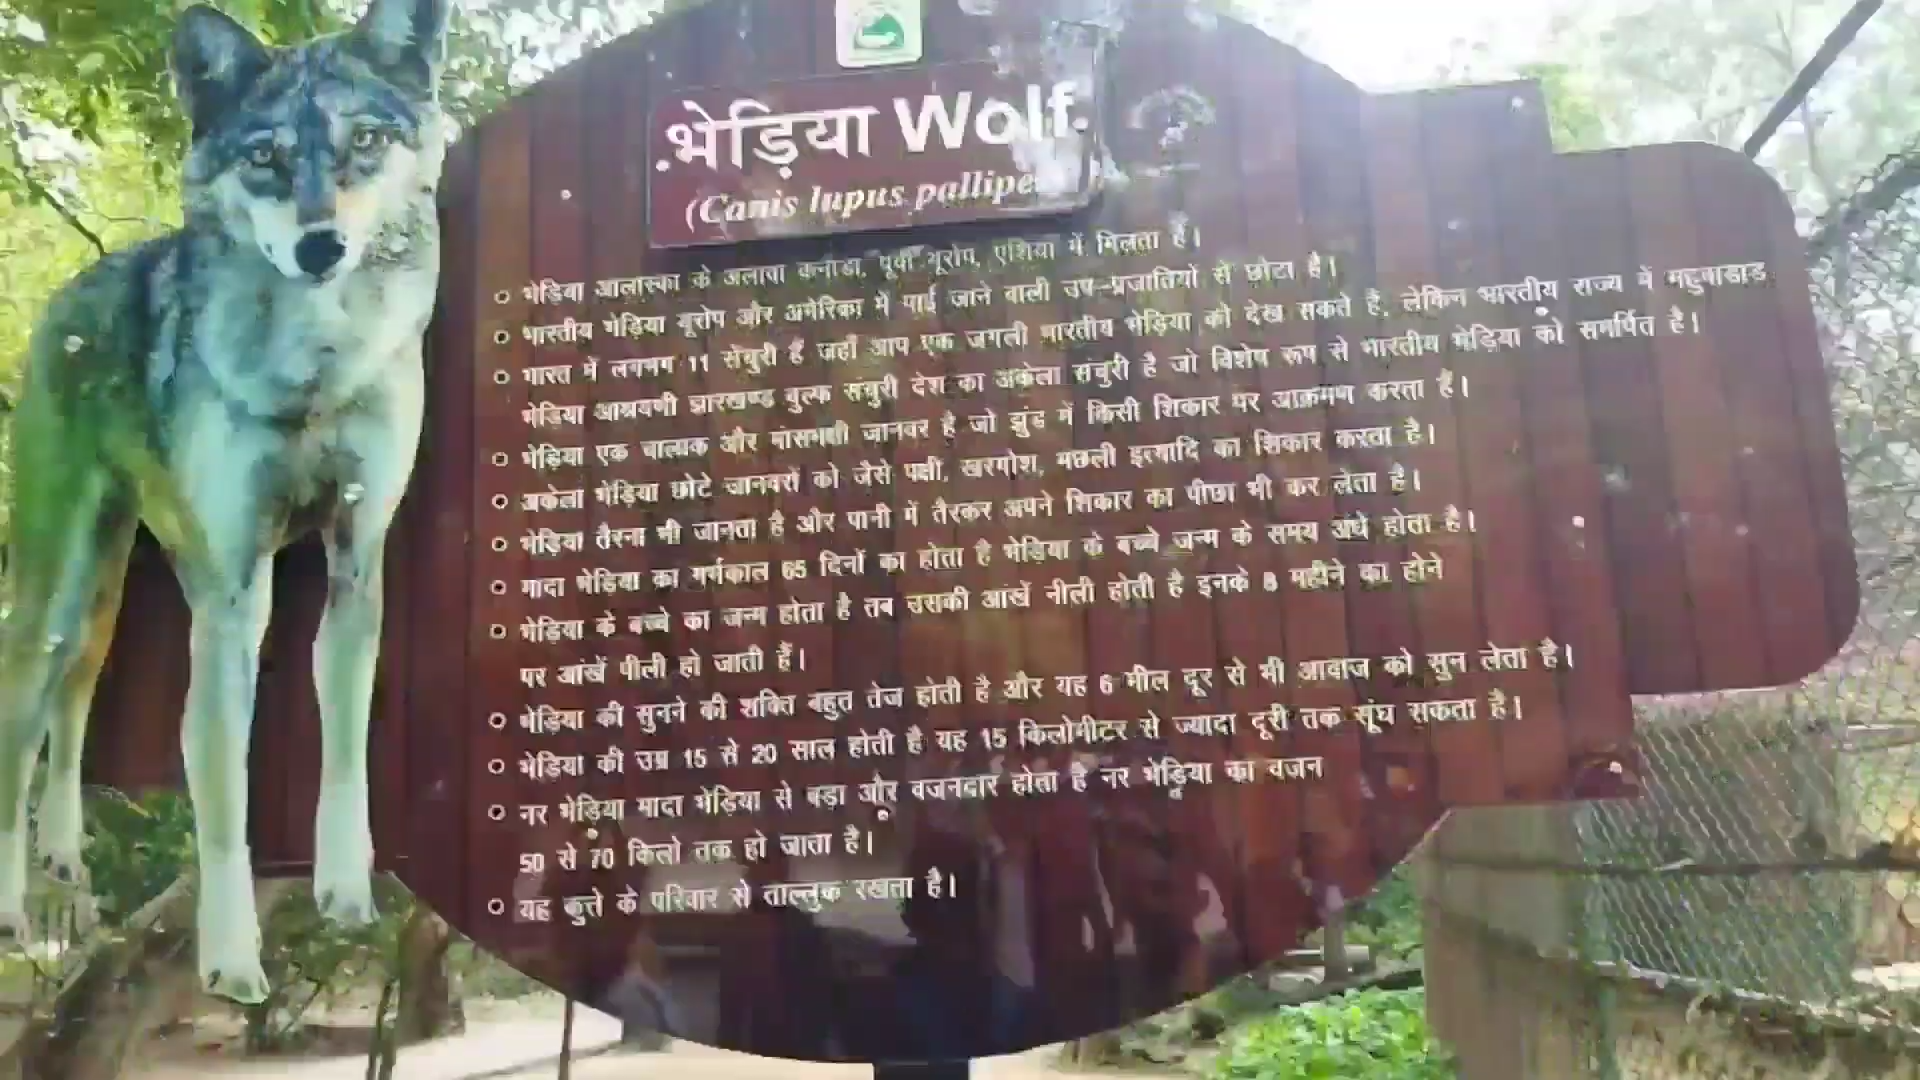 भेड़िया Wolf
(Canis lupus pallipe
भेड़िया आलास्का के अलावा कनाडा, पूर्वी यूरोप, एशिया में मिलता है।
भारतीय भेड़िया यूरोप और अमेरिका में पाई जाने वाली उप-प्रजातियों से छोटा है।
भारत में लगभग 11 सेंचुरी हैं जहाँ आप एक जंगली भारतीय भेड़िया को देख सकते है, लेकिन भारतीय राज्य में
भेड़िया आश्रयणी झारखण्ड वुल्फ संचुरी देश का अकेला संचुरी है जो विशेष रूप से भारतीय भेड़िया को समर्पित है।
भेड़िया एक चालाक और मांसभक्षी जानवर है जो झुंड में किसी शिकार पर आक्रमण करता है।
अकेला भेड़िया छोटे जानवरों को जैसे पक्षी, खरगोश, मछली इत्यादि का शिकार करता है।
भेड़िया तैरना भी जानता है और पानी में तैरकर अपने शिकार का पीछा भी कर लेता है।
मादा भेड़िया का गर्भकाल 65 दिनों का होता है भेड़िया के बच्चे जन्म के समय अंधे होता है।
भेड़िया के बच्चे का जन्म होता है तब उसकी आंखें नीली होती है इनके 8 महीने का होने
पर आंखें पीली हो जाती हैं।
भेड़िया की सुनने की शक्ति बहुत तेज होती है और यह 6 मील दूर से भी आवाज को सुन लेता है।
भेड़िया की उम्र 15 से 20 साल होती है यह 15 किलोमीटर से ज्यादा दूरी तक सूंघ सकता है।
नर भेड़िया मादा भेड़िया से बड़ा और वजनदार होता है नर भेड़िया का वजन
50 से 70 किलो तक हो जाता है।
यह कुत्ते के परिवार से ताल्लुक रखता है।